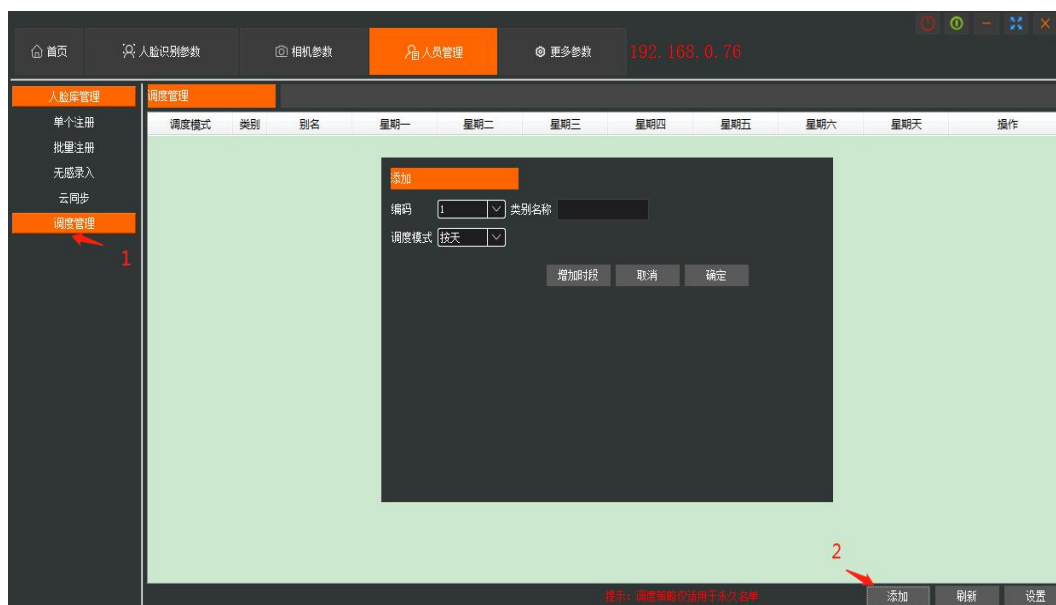 首页 人脸识别参数 相机参数 人员管理 更多参数 192.168.0.76
人脸库管理 调度管理
单个注册 调度模式 类别 别名 星期一 星期二 星期三 星期四 星期五 星期六 星期天 操作
批量注册
无感录入
云同步
调度管理
1
添加
编码 1 类别名称
调度模式 按天
增加时段 取消 确定
2
提示：调度策略仅适用于永久名单 添加 刷新 设置